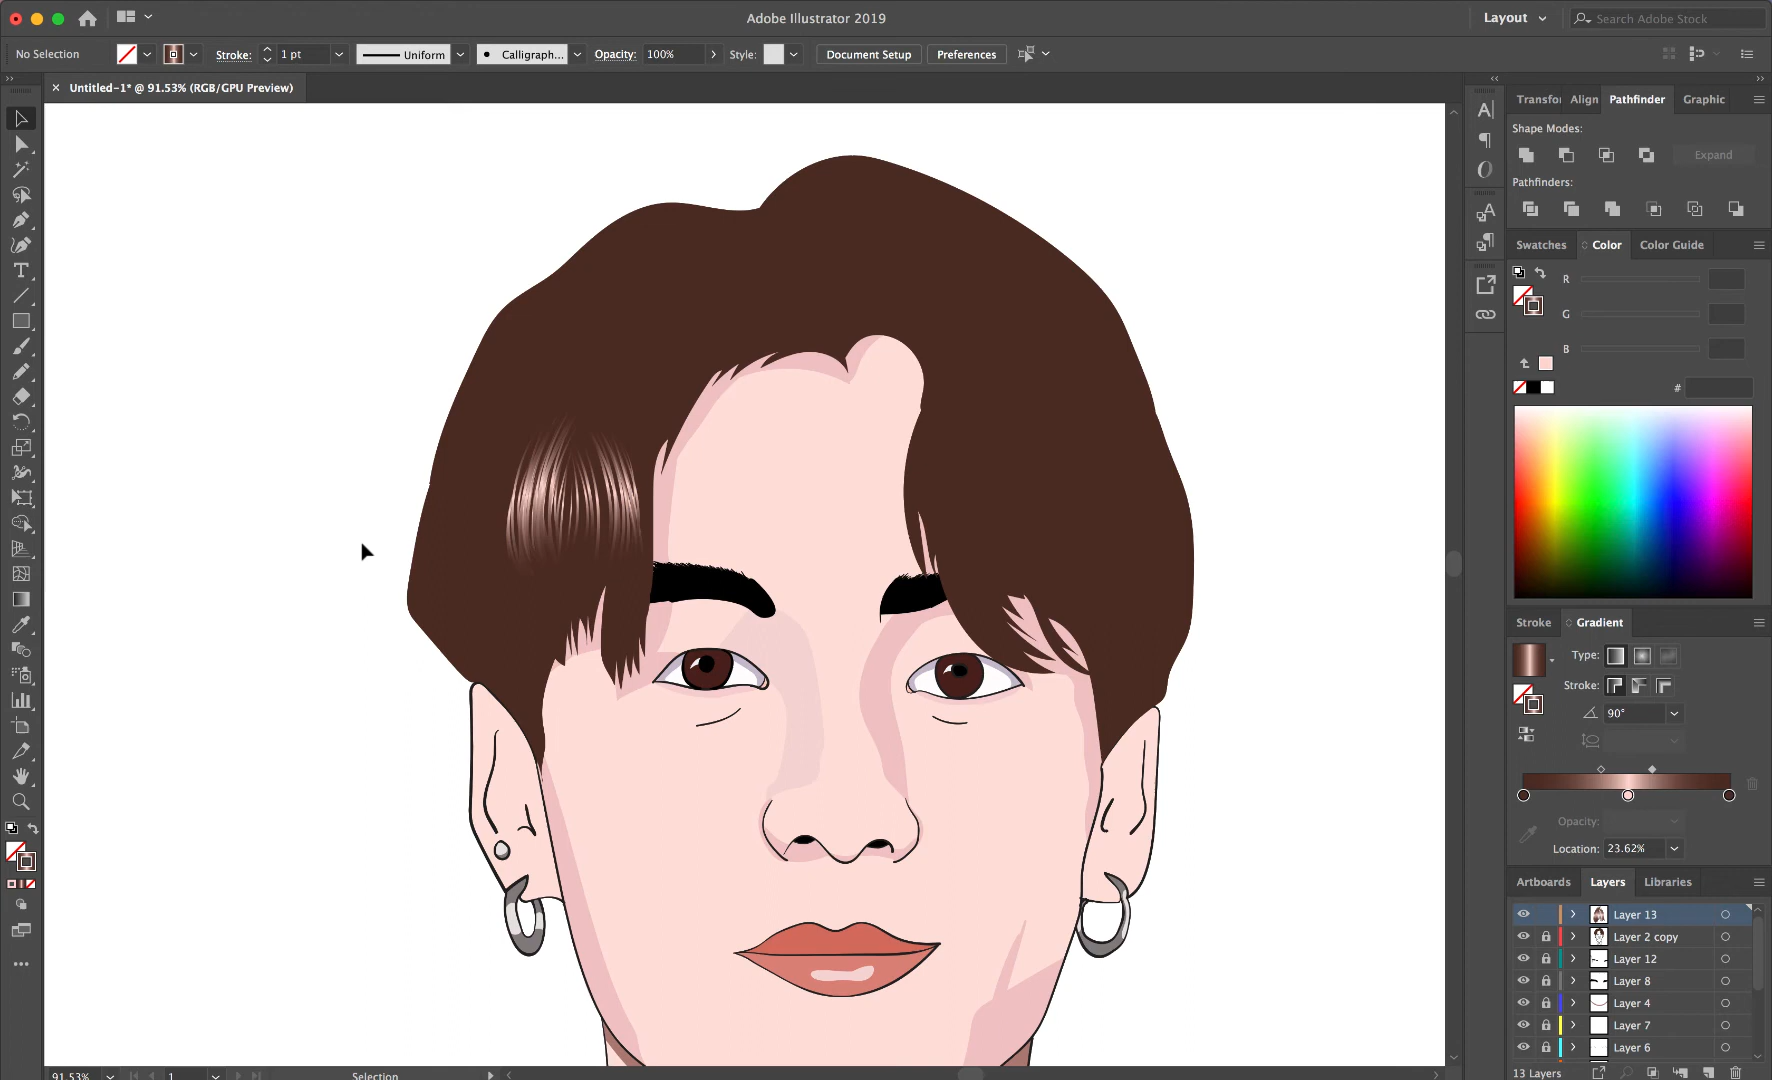 Adobe Illustrator 2019
Layout
Search Adobe Stock
No Selection
Stroke:
1 pt
Uniform
Calligraph...
Opacity:
100%
Style:
Document Setup
Preferences
Untitled-1* @ 91.53% (RGB/GPU Preview)
Transfor
Align
Pathfinder
Graphic
Shape Modes:
Expand
Pathfinders:
Swatches
Color
Color Guide
R
G
B
#
Stroke
Gradient
Type:
Stroke:
90°
Opacity:
Location:
23.62%
Artboards
Layers
Libraries
Layer 13
Layer 2 copy
Layer 12
Layer 8
Layer 4
Layer 7
Layer 6
13 Layers
91.53%
1
Selection